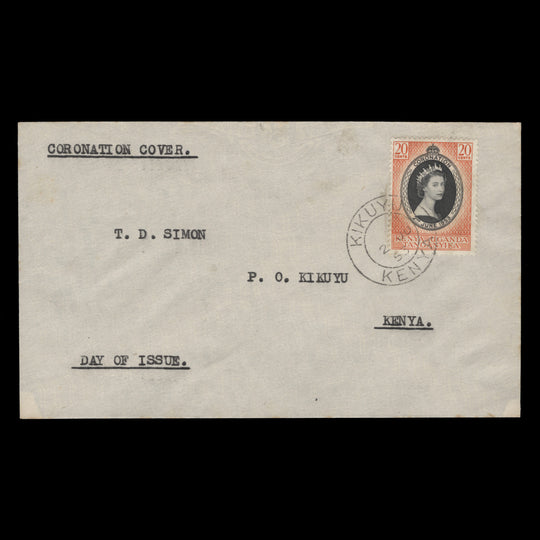 CORONATION COVER.
20 20
CENTS CENTS
CORONATION
2 JUNE 1953
KENYA UGANDA
TANGANYIKA
KIKUYU
KENYA
T. D. SIMON
P. O. KIKUYU
KENYA.
DAY OF ISSUE.